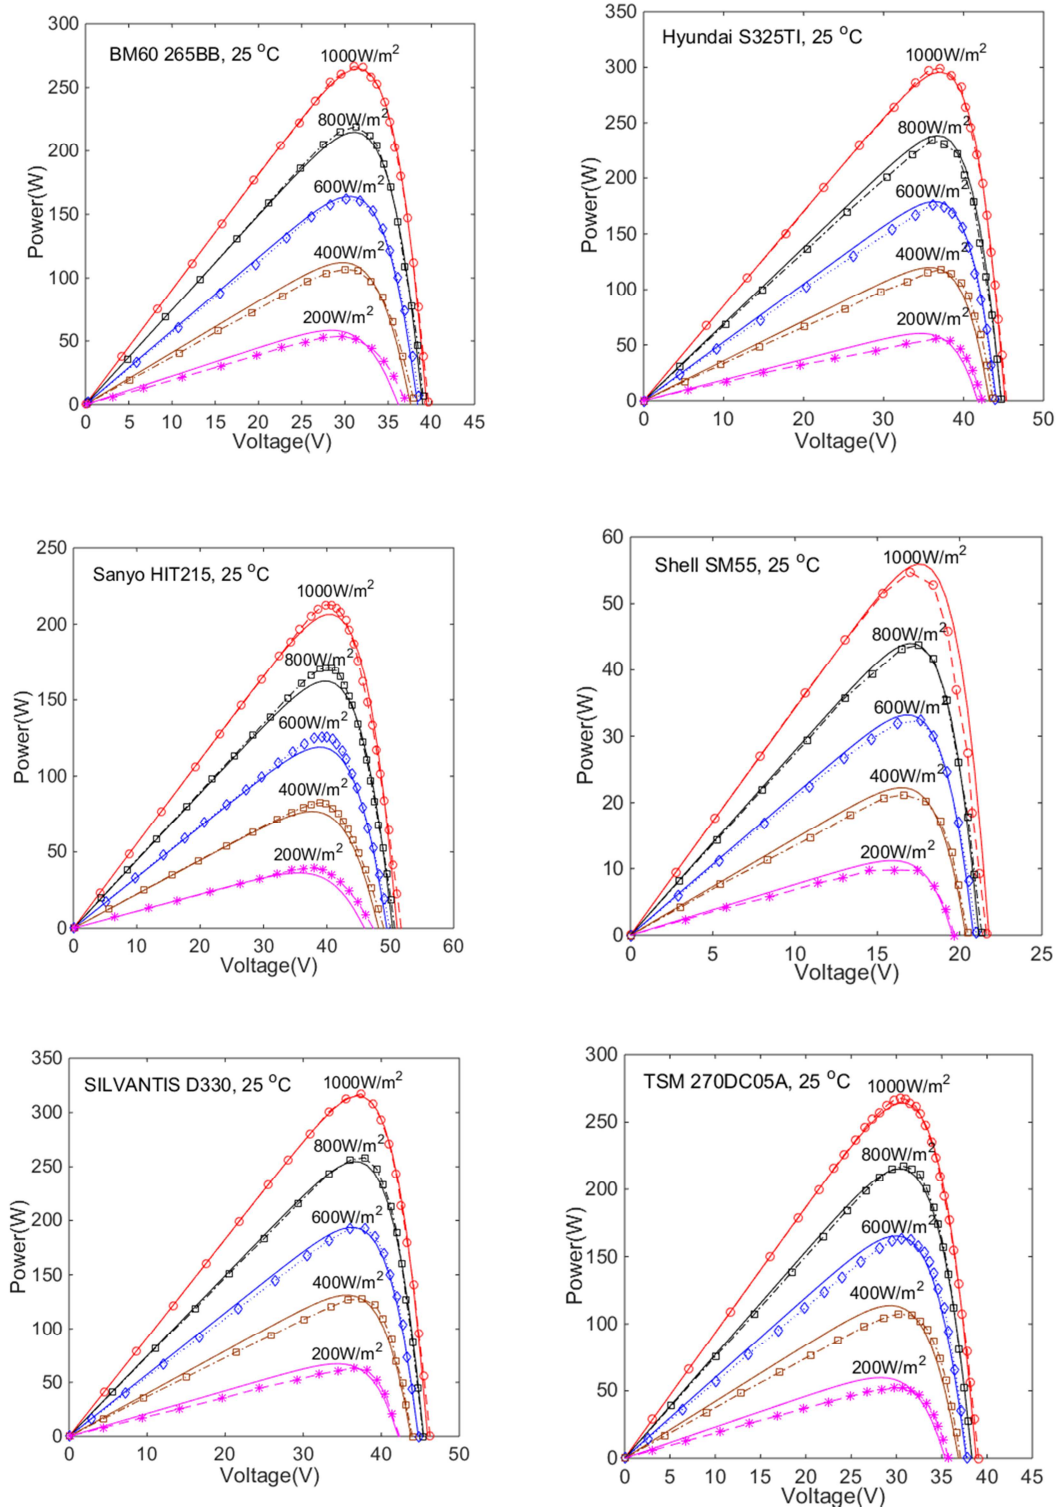 BM60 265BB, 25 °C
1000W/m²
800W/m²
600W/m²
400W/m²
200W/m²
Power(W)
300
250
200
150
100
50
0
0 5 10 15 20 25 30 35 40 45
Voltage(V)
Hyundai S325TI, 25 °C
1000W/m²
800W/m²
600W/m²
400W/m²
200W/m²
Power(W)
350
300
250
200
150
100
50
0
0 10 20 30 40 50
Voltage(V)
Sanyo HIT215, 25 °C
1000W/m²
800W/m²
600W/m²
400W/m²
200W/m²
Power(W)
250
200
150
100
50
0
0 10 20 30 40 50 60
Voltage(V)
Shell SM55, 25 °C
1000W/m²
800W/m²
600W/m²
400W/m²
200W/m²
Power(W)
60
50
40
30
20
10
0
0 5 10 15 20 25
Voltage(V)
SILVANTIS D330, 25 °C
1000W/m²
800W/m²
600W/m²
400W/m²
200W/m²
Power(W)
350
300
250
200
150
100
50
0
0 10 20 30 40 50
Voltage(V)
TSM 270DC05A, 25 °C
1000W/m²
800W/m²
600W/m²
400W/m²
200W/m²
Power(W)
300
250
200
150
100
50
0
0 5 10 15 20 25 30 35 40 45
Voltage(V)